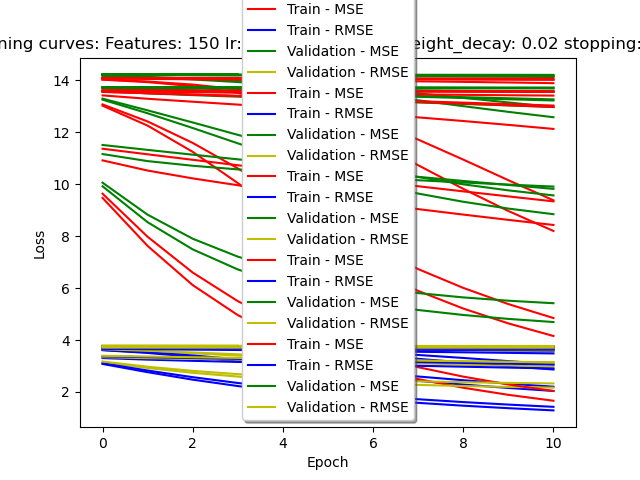 Train - MSE
ning curves: Features: 150 lr: eight_decay: 0.02 stopping:
Train - RMSE
Validation - MSE
Validation - RMSE
Train - MSE
Train - RMSE
Validation - MSE
Validation - RMSE
Train - MSE
Train - RMSE
Validation - MSE
Validation - RMSE
Train - MSE
Train - RMSE
Validation - MSE
Validation - RMSE
Train - MSE
Train - RMSE
Validation - MSE
Validation - RMSE
Loss
14
12
10
8
6
4
2
0 2 4 6 8 10
Epoch